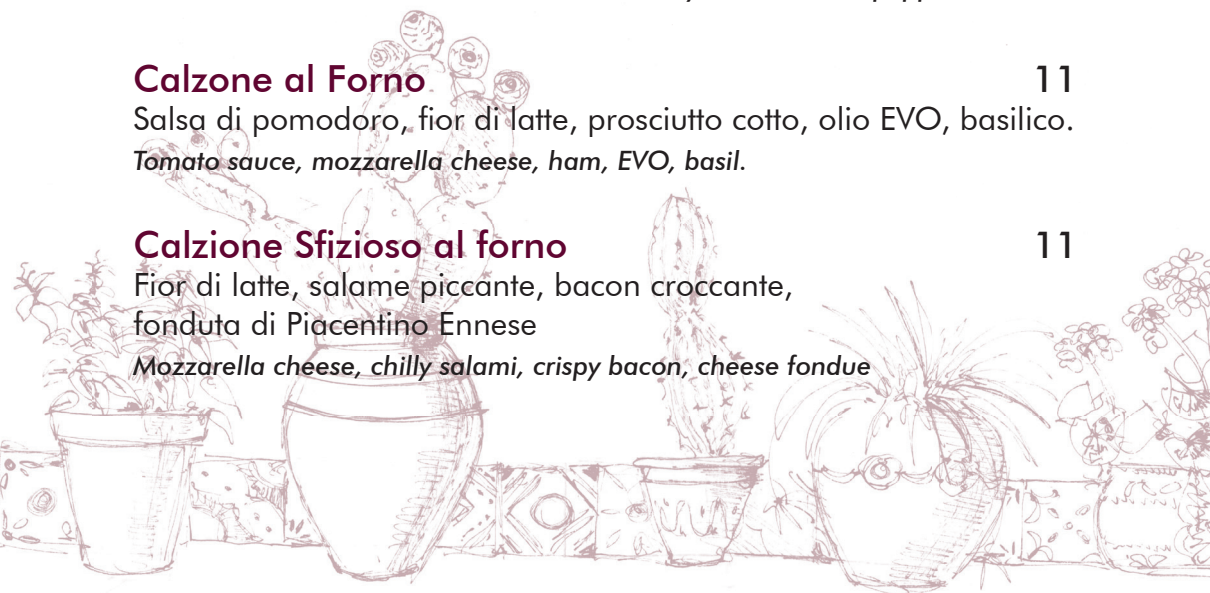 Calzone al Forno 11
Salsa di pomodoro, fior di latte, prosciutto cotto, olio EVO, basilico.
Tomato sauce, mozzarella cheese, ham, EVO, basil.
Calzione Sfizioso al forno 11
Fior di latte, salame piccante, bacon croccante,
fonduta di Piacentino Ennese
Mozzarella cheese, chilly salami, crispy bacon, cheese fondue